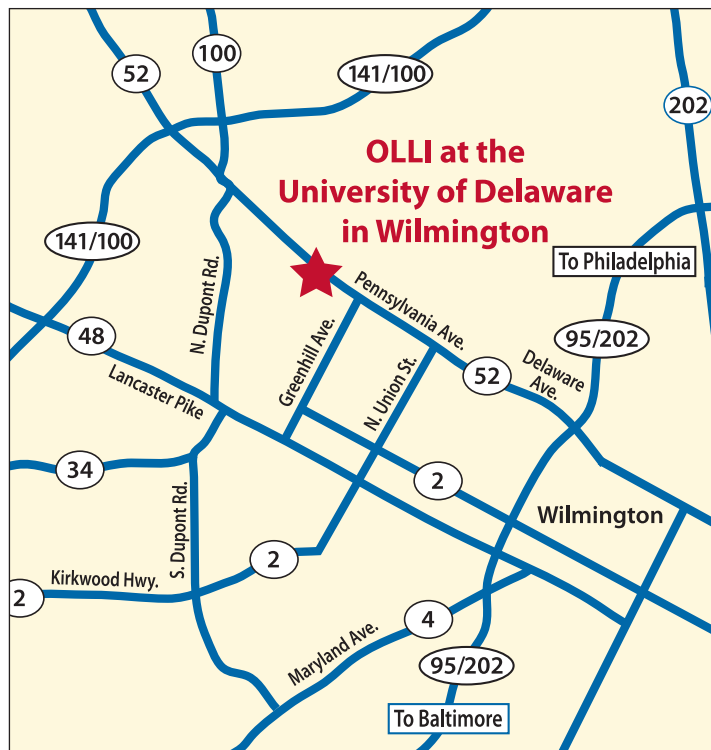 100
52
141/100
202
OLLI at the
University of Delaware
in Wilmington
141/100
To Philadelphia
N. Dupont Rd.
Pennsylvania Ave.
48
95/202
Greenhill Ave.
Delaware
Ave.
Lancaster Pike
N. Union St.
52
34
2
S. Dupont Rd.
Wilmington
2
Kirkwood Hwy.
2
4
Maryland Ave.
95/202
To Baltimore